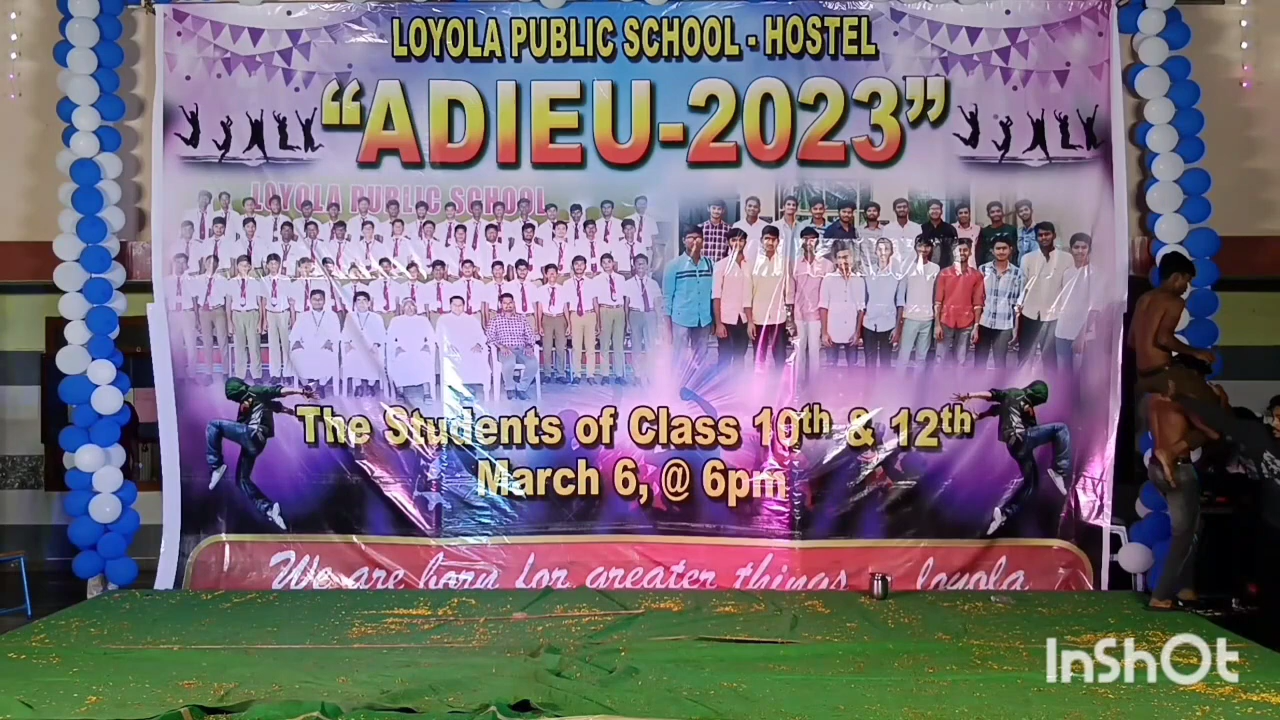 LOYOLA PUBLIC SCHOOL - HOSTEL
“ADIEU-2023”
LOYOLA PUBLIC SCHOOL
The Students of Class 10th & 12th
March 6, @ 6pm
We are born for greater things... loyola
InShOt